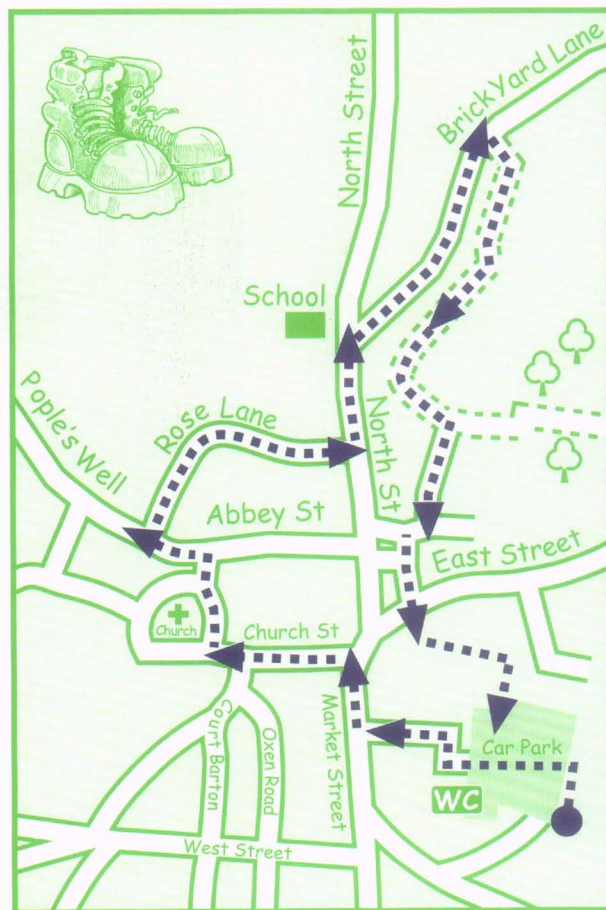 North Street
BrickYard Lane
School
Pople's Well
Rose Lane
North St
Abbey St
East Street
Church
Church St
Court Barton
Oxen Road
Market Street
Car Park
WC
West Street